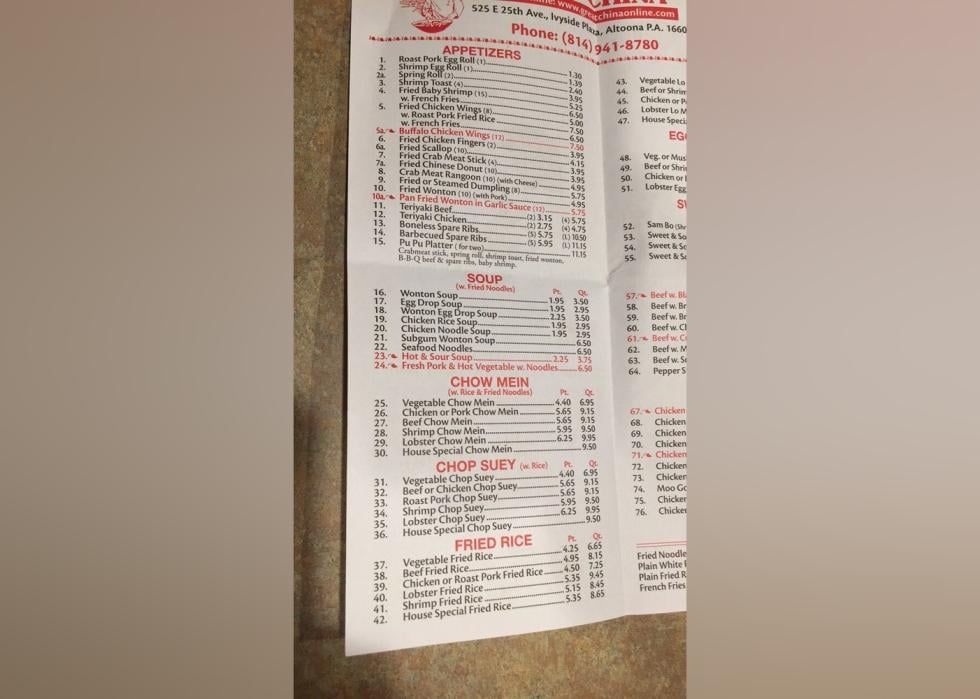 www.greatchinaonline.com
CHINA
525 E 25th Ave., Ivyside Plaza, Altoona P.A. 1660
Phone: (814) 941-8780
APPETIZERS
1. Roast Pork Egg Roll (1) 1.30
2. Shrimp Egg Roll (1) 1.39
2a. Spring Roll (2) 2.40
3. Shrimp Toast (4) 3.95
4. Fried Baby Shrimp (15) 5.25
w. French Fries 6.50
5. Fried Chicken Wings (8) 5.00
w. Roast Pork Fried Rice 7.50
w. French Fries 6.50
5a. Buffalo Chicken Wings (12) 7.50
6. Fried Chicken Fingers (2)
6a. Fried Scallop (10) 3.95
7. Fried Crab Meat Stick (4) 4.15
7a. Fried Chinese Donut (10) 3.95
8. Crab Meat Rangoon (10) (with Cheese) 4.95
9. Fried or Steamed Dumpling (8) 5.75
10. Fried Wonton (10) (with Pork) 4.95
10a. Pan Fried Wonton in Garlic Sauce (12) 5.75
11. Teriyaki Beef (2) 3.15 (4) 5.75
12. Teriyaki Chicken (2) 2.75 (4) 4.75
13. Boneless Spare Ribs (S) 5.75 (L) 10.50
14. Barbecued Spare Ribs (S) 5.95 (L) 11.15
15. Pu Pu Platter (for two) 11.15
Crabmeat stick, spring roll, shrimp toast, fried wonton,
B-B-Q beef & spare ribs, baby shrimp.
SOUP
(w. Fried Noodles) Pt. Qt.
16. Wonton Soup 1.95 3.50
17. Egg Drop Soup 1.95 2.95
18. Wonton Egg Drop Soup 2.25 3.50
19. Chicken Rice Soup 1.95 2.95
20. Chicken Noodle Soup 1.95 2.95
21. Subgum Wonton Soup 6.50
22. Seafood Noodles 6.50
23. Hot & Sour Soup 2.25 3.75
24. Fresh Pork & Hot Vegetable w. Noodles 6.50
CHOW MEIN
(w. Rice & Fried Noodles) Pt. Qt.
25. Vegetable Chow Mein 4.40 6.95
26. Chicken or Pork Chow Mein 5.65 9.15
27. Beef Chow Mein 5.65 9.15
28. Shrimp Chow Mein 5.95 9.50
29. Lobster Chow Mein 6.25 9.95
30. House Special Chow Mein 9.50
CHOP SUEY (w. Rice) Pt. Qt.
31. Vegetable Chop Suey 4.40 6.95
32. Beef or Chicken Chop Suey 5.65 9.15
33. Roast Pork Chop Suey 5.65 9.15
34. Shrimp Chop Suey 5.95 9.50
35. Lobster Chop Suey 6.25 9.95
36. House Special Chop Suey 9.50
FRIED RICE Pt. Qt.
37. Vegetable Fried Rice 4.25 6.65
38. Beef Fried Rice 4.95 8.15
39. Chicken or Roast Pork Fried Rice 4.50 7.25
40. Lobster Fried Rice 5.35 9.45
41. Shrimp Fried Rice 5.15 8.45
42. House Special Fried Rice 5.35 8.65
43. Vegetable Lo
44. Beef or Shrim
45. Chicken or P
46. Lobster Lo M
47. House Speci
EG
48. Veg. or Mus
49. Beef or Shri
50. Chicken or
51. Lobster Egg
S
52. Sam Bo (Shr
53. Sweet & So
54. Sweet & So
55. Sweet & So
57. Beef w. Bl
58. Beef w. Br
59. Beef w. Br
60. Beef w. Cl
61. Beef w. C
62. Beef w. M
63. Beef w. S
64. Pepper S
67. Chicken
68. Chicken
69. Chicken
70. Chicken
71. Chicken
72. Chicken
73. Chicken
74. Moo Go
75. Chicken
76. Chicke
Fried Noodle
Plain White
Plain Fried R
French Fries